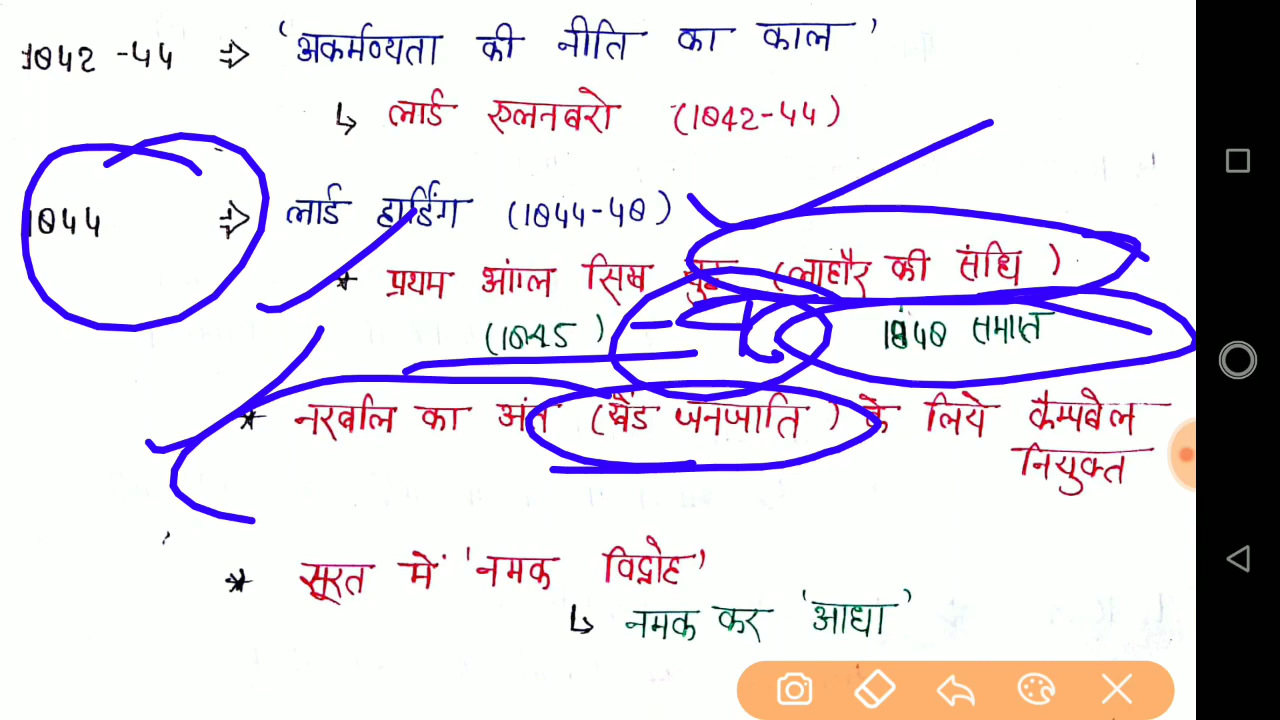 1842 -44 ⇒ 'अकर्मण्यता की नीति का काल'
↳ लार्ड एलनबरो (1842-44)
1844 ⇒ लार्ड हार्डिंग (1844-48)
* प्रथम आंग्ल सिख युद्ध (लाहौर की संधि)
(1845) 1848 समाप्त
* नरबलि का अंत (खैंड जनजाति) के लिये कैम्पबेल
नियुक्त
* सूरत में 'नमक विद्रोह'
↳ नमक कर 'आधा'